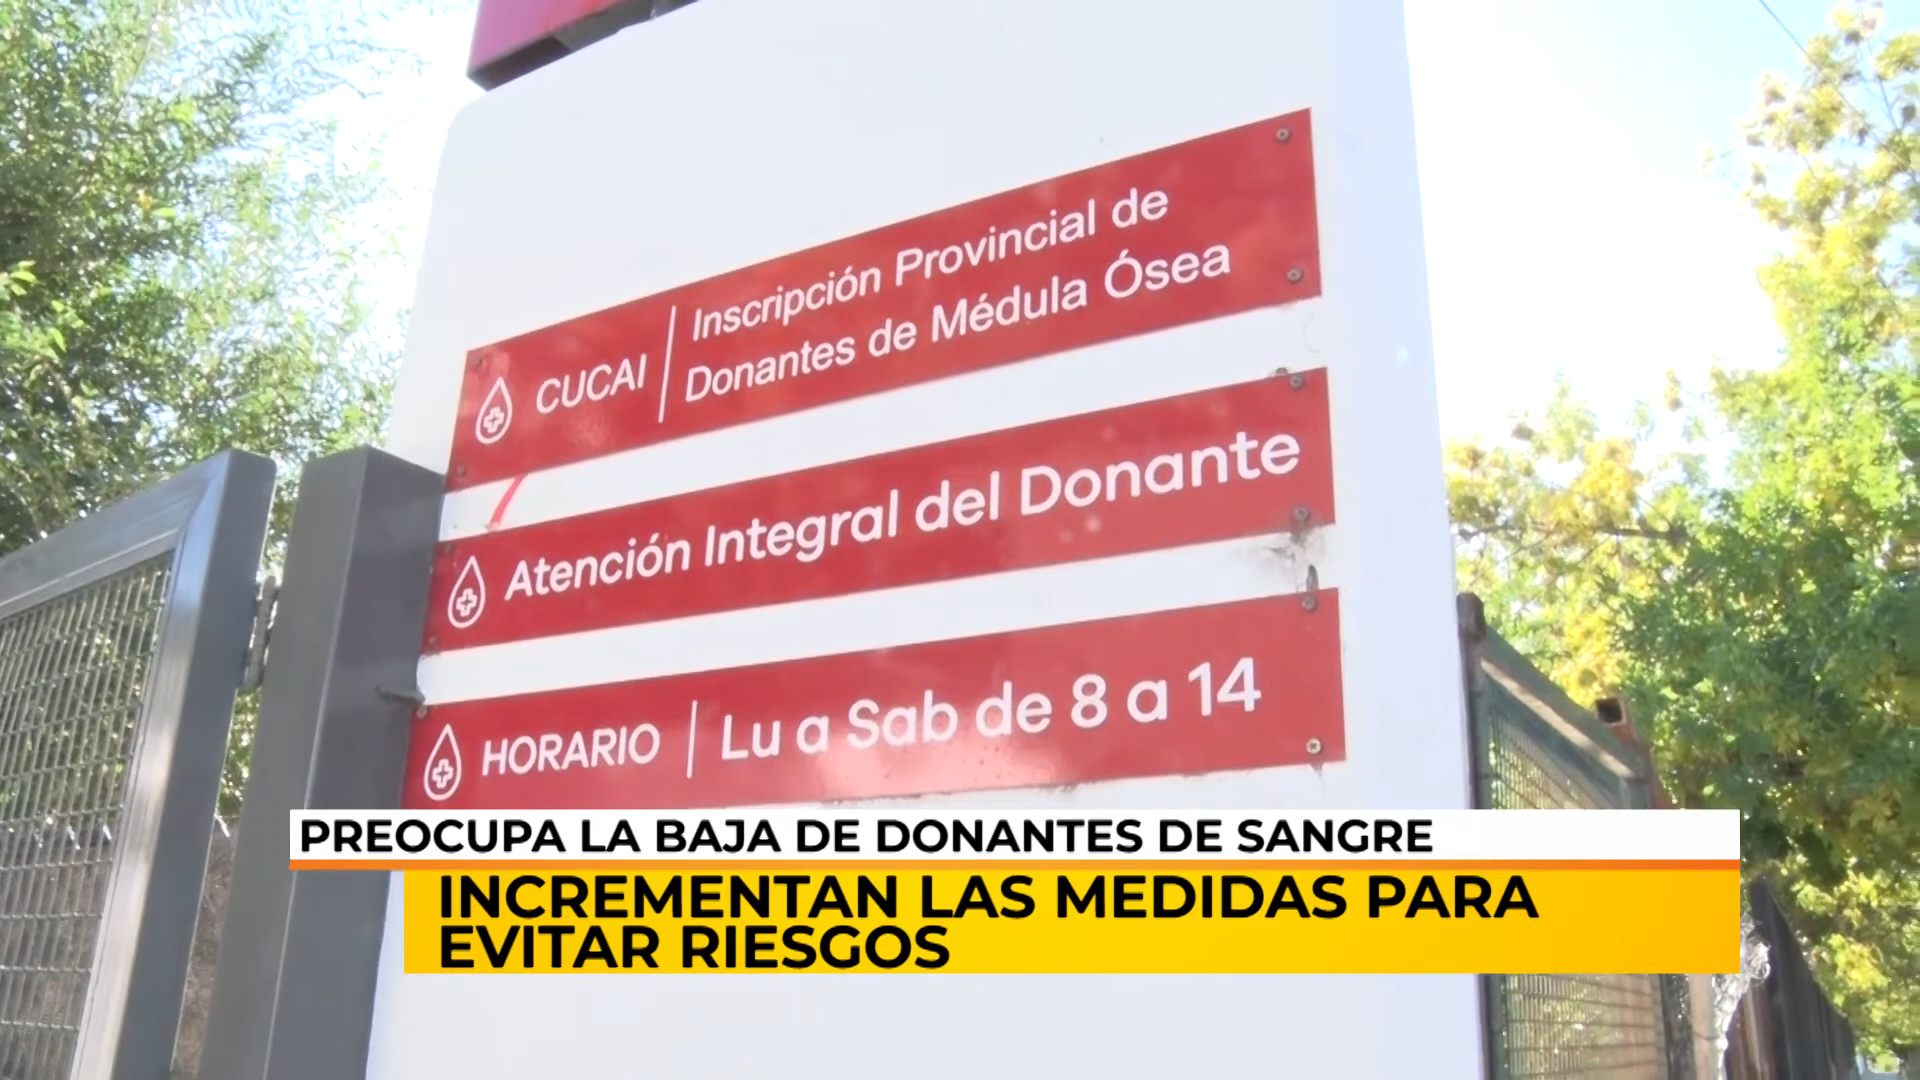 CUCAI | Inscripción Provincial de
Donantes de Médula Ósea
Atención Integral del Donante
HORARIO | Lu a Sab de 8 a 14
PREOCUPA LA BAJA DE DONANTES DE SANGRE
INCREMENTAN LAS MEDIDAS PARA
EVITAR RIESGOS